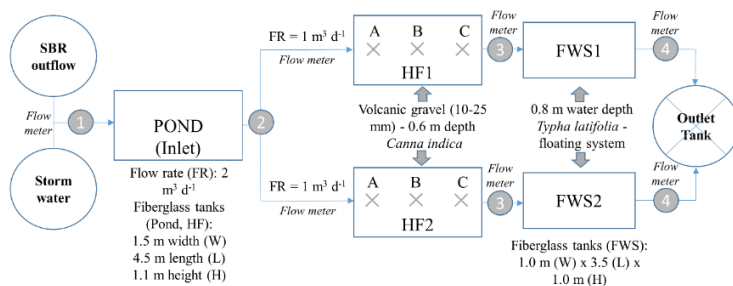 SBR
outflow
Flow
meter
1
Storm
water
POND
(Inlet)
Flow rate (FR): 2
m³ d⁻¹
Fiberglass tanks
(Pond, HF):
1.5 m width (W)
4.5 m length (L)
1.1 m height (H)
2
FR = 1 m³ d⁻¹
Flow meter
FR = 1 m³ d⁻¹
Flow meter
A B C
HF1
Volcanic gravel (10-25
mm) - 0.6 m depth
Canna indica
A B C
HF2
Flow
meter
3
Flow
meter
3
FWS1
0.8 m water depth
Typha latifolia -
floating system
FWS2
Fiberglass tanks (FWS):
1.0 m (W) x 3.5 (L) x
1.0 m (H)
Flow
meter
4
Flow
meter
4
Outlet
Tank